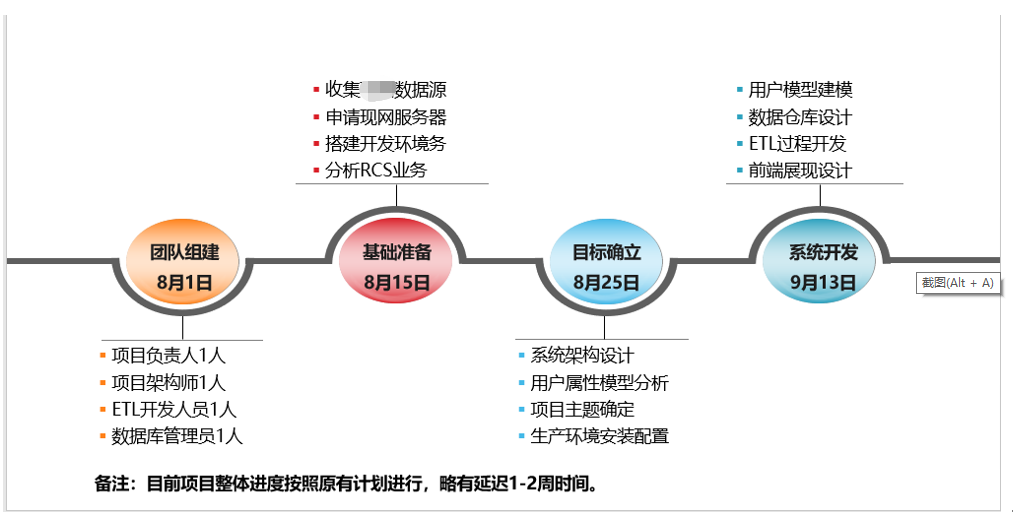 收集 数据源
申请现网服务器
搭建开发环境务
分析RCS业务
用户模型建模
数据仓库设计
ETL过程开发
前端展现设计
团队组建
8月1日
基础准备
8月15日
目标确立
8月25日
系统开发
9月13日
截图(Alt + A)
项目负责人1人
项目架构师1人
ETL开发人员1人
数据库管理员1人
系统架构设计
用户属性模型分析
项目主题确定
生产环境安装配置
备注：目前项目整体进度按照原有计划进行，略有延迟1-2周时间。